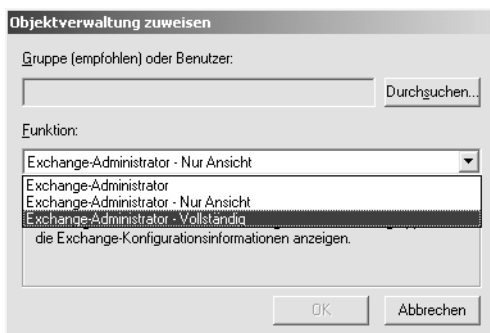 Objektverwaltung zuweisen
Gruppe (empfohlen) oder Benutzer:
Durchsuchen...
Funktion:
Exchange-Administrator - Nur Ansicht
Exchange-Administrator
Exchange-Administrator - Nur Ansicht
Exchange-Administrator - Vollständig
die Exchange-Konfigurationsinformationen anzeigen.
OK
Abbrechen